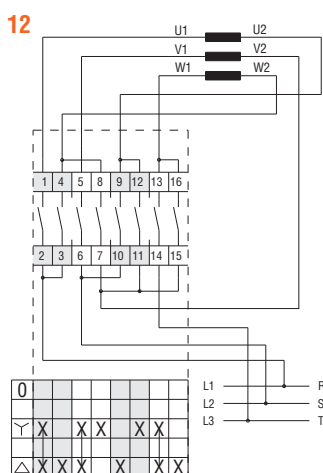 12
U1 U2
V1 V2
W1 W2
1 4 5 8 9 12 13 16
2 3 6 7 10 11 14 15
L1 R
L2 S
L3 T
0
X X X X X
X X X X X X